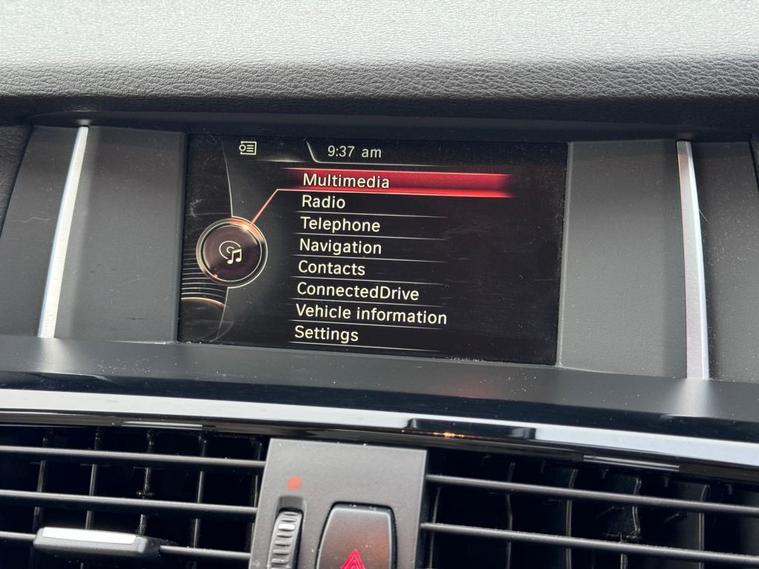 9:37 am
Multimedia
Radio
Telephone
Navigation
Contacts
ConnectedDrive
Vehicle information
Settings